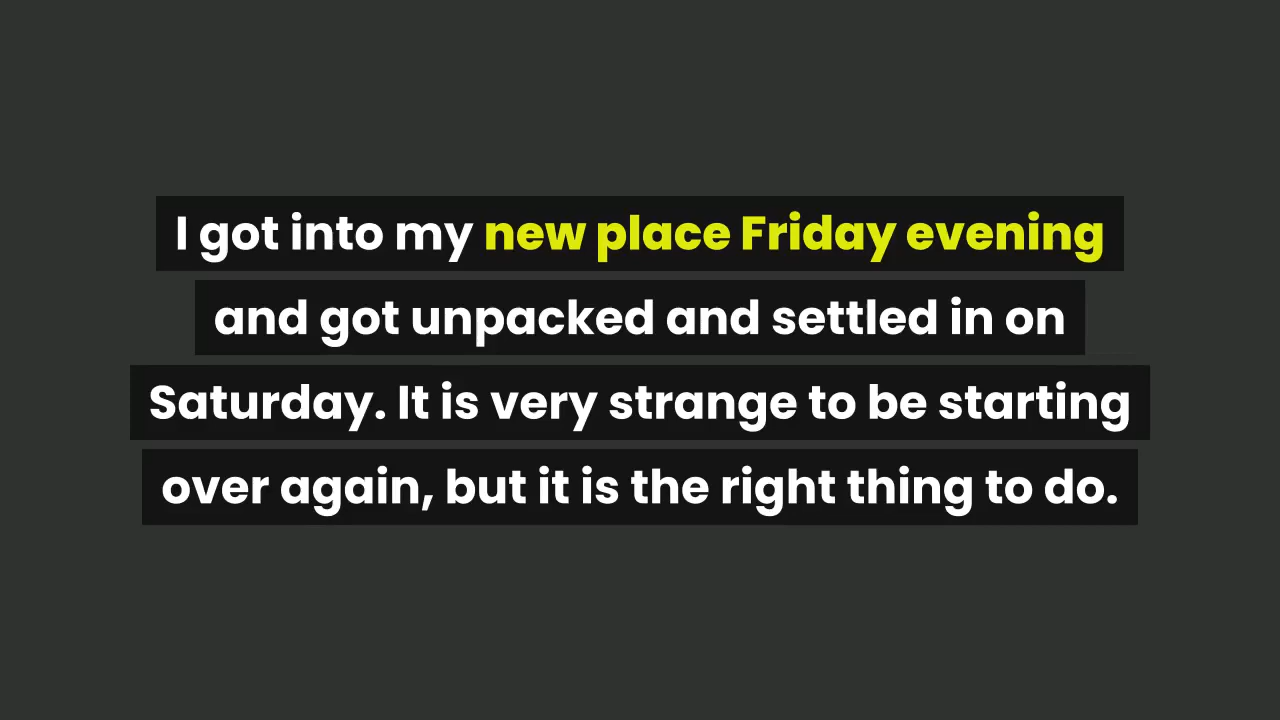 I got into my new place Friday evening
and got unpacked and settled in on
Saturday. It is very strange to be starting
over again, but it is the right thing to do.